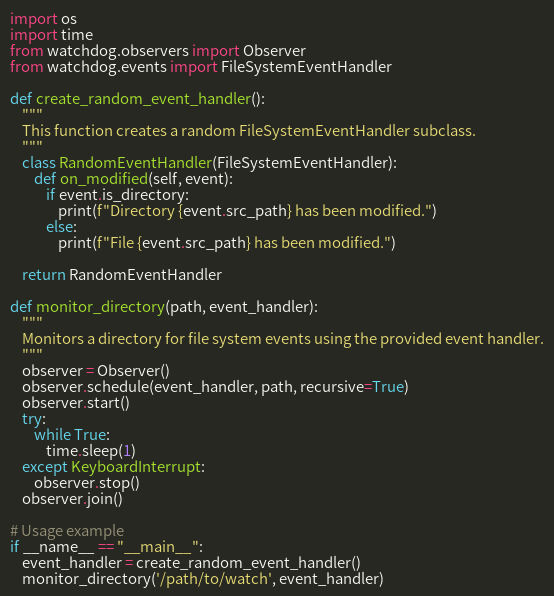 import os
import time
from watchdog.observers import Observer
from watchdog.events import FileSystemEventHandler

def create_random_event_handler():
    """
    This function creates a random FileSystemEventHandler subclass.
    """
    class RandomEventHandler(FileSystemEventHandler):
        def on_modified(self, event):
            if event.is_directory:
                print(f"Directory {event.src_path} has been modified.")
            else:
                print(f"File {event.src_path} has been modified.")

    return RandomEventHandler

def monitor_directory(path, event_handler):
    """
    Monitors a directory for file system events using the provided event handler.
    """
    observer = Observer()
    observer.schedule(event_handler, path, recursive=True)
    observer.start()
    try:
        while True:
            time.sleep(1)
    except KeyboardInterrupt:
        observer.stop()
    observer.join()

# Usage example
if __name__ == "__main__":
    event_handler = create_random_event_handler()
    monitor_directory('/path/to/watch', event_handler)